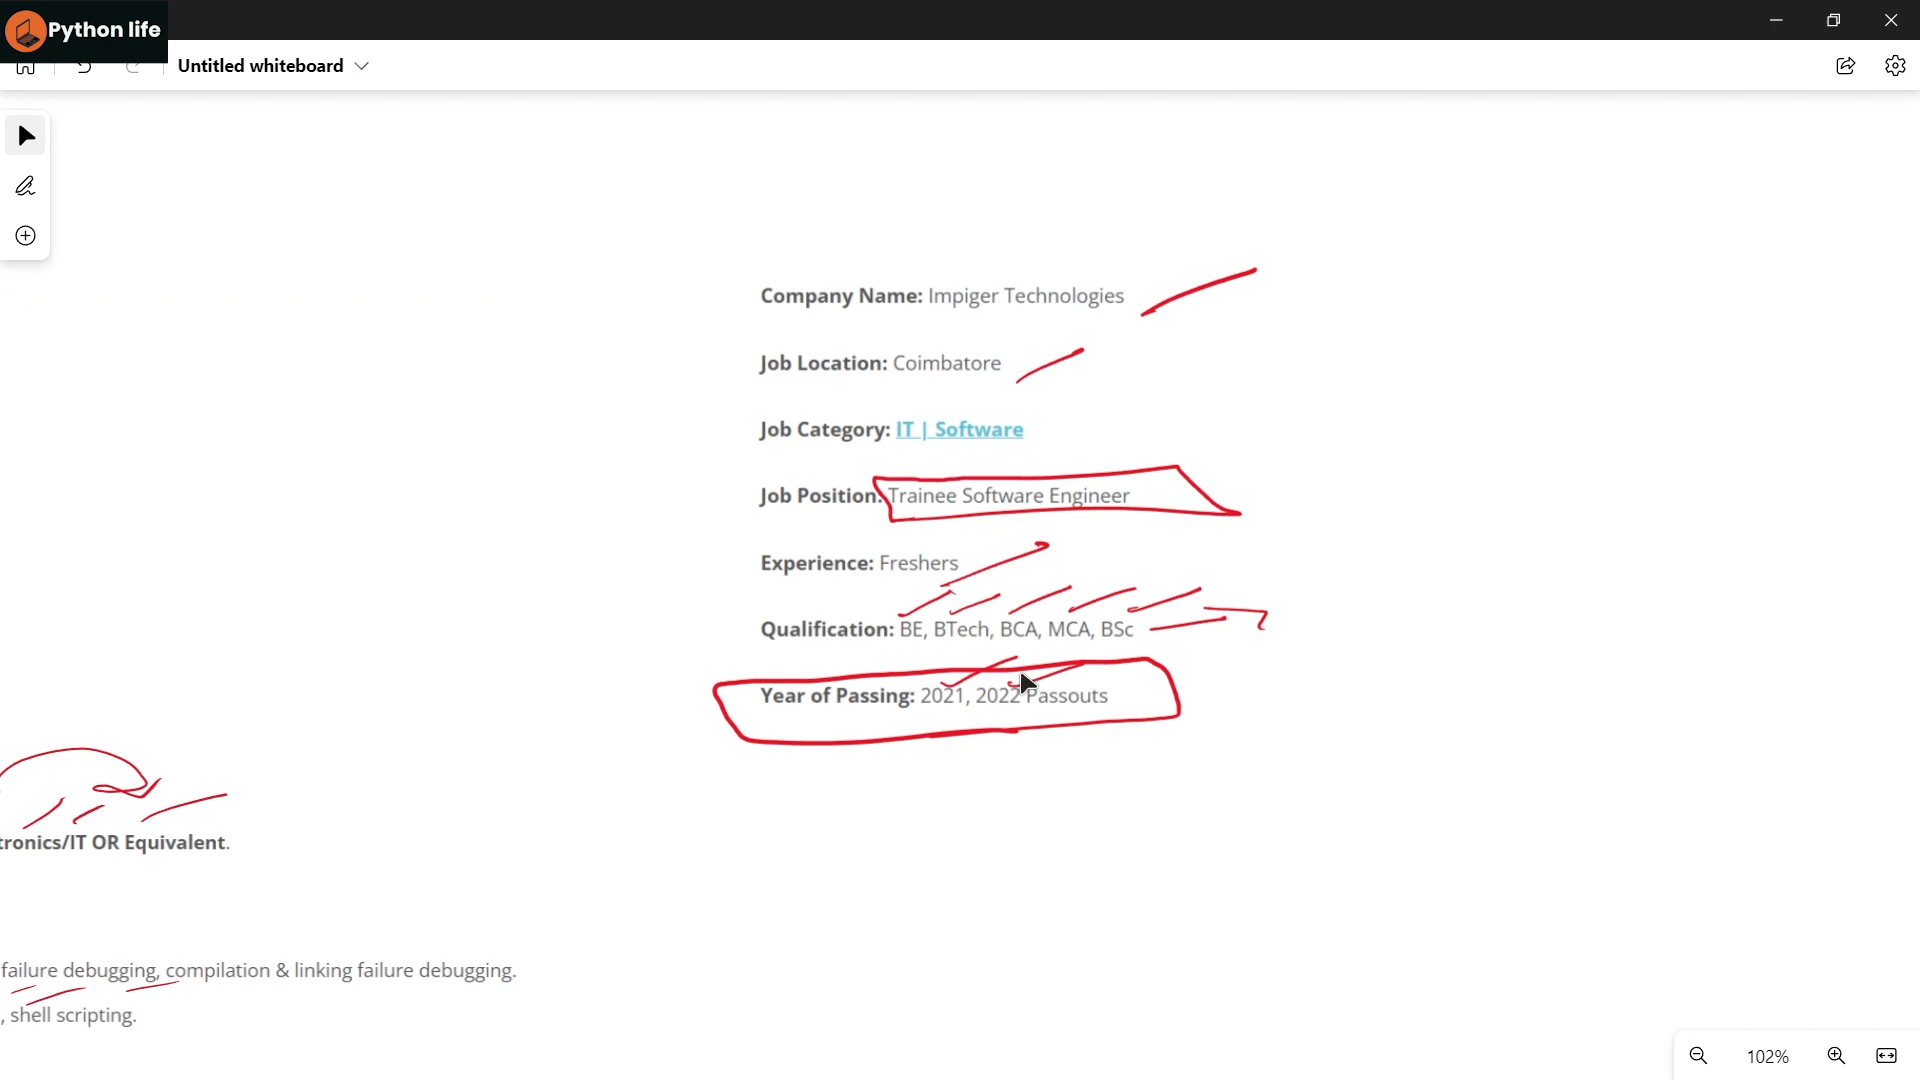 Python life
Untitled whiteboard
Company Name: Impiger Technologies
Job Location: Coimbatore
Job Category: IT | Software
Job Position: Trainee Software Engineer
Experience: Freshers
Qualification: BE, BTech, BCA, MCA, BSc
Year of Passing: 2021, 2022 Passouts
tronics/IT OR Equivalent.
failure debugging, compilation & linking failure debugging.
, shell scripting.
102%